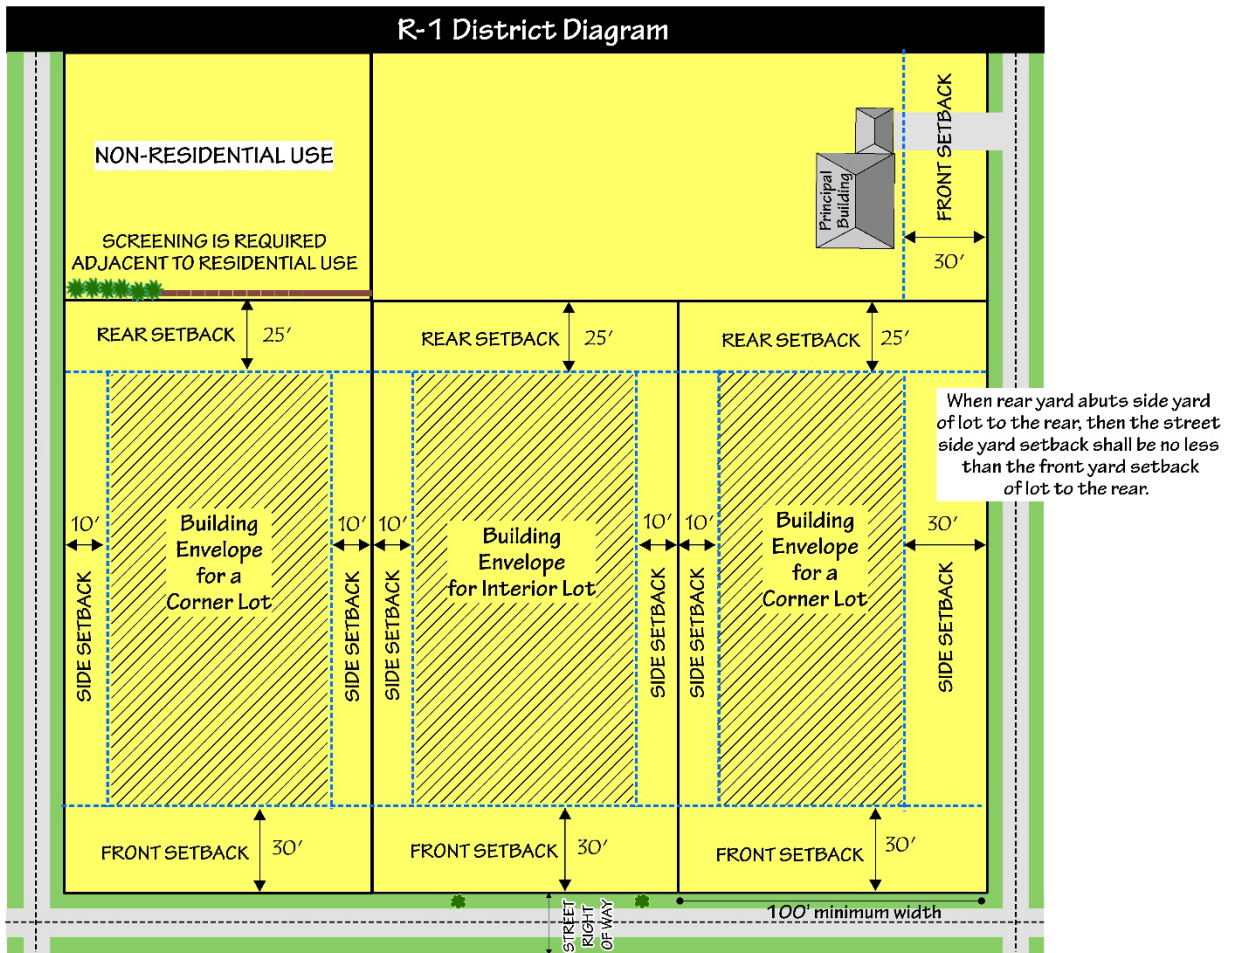 R-1 District Diagram
NON-RESIDENTIAL USE
SCREENING IS REQUIRED
ADJACENT TO RESIDENTIAL USE
Principal
Building
FRONT SETBACK
30'
REAR SETBACK
25'
REAR SETBACK
25'
REAR SETBACK
25'
When rear yard abuts side yard
of lot to the rear, then the street
side yard setback shall be no less
than the front yard setback
of lot to the rear.
10'
SIDE SETBACK
Building
Envelope
for a
Corner Lot
10'
SIDE SETBACK
10'
SIDE SETBACK
Building
Envelope
for Interior Lot
10'
SIDE SETBACK
10'
SIDE SETBACK
Building
Envelope
for a
Corner Lot
30'
SIDE SETBACK
FRONT SETBACK
30'
FRONT SETBACK
30'
FRONT SETBACK
30'
STREET
RIGHT
OF WAY
100' minimum width